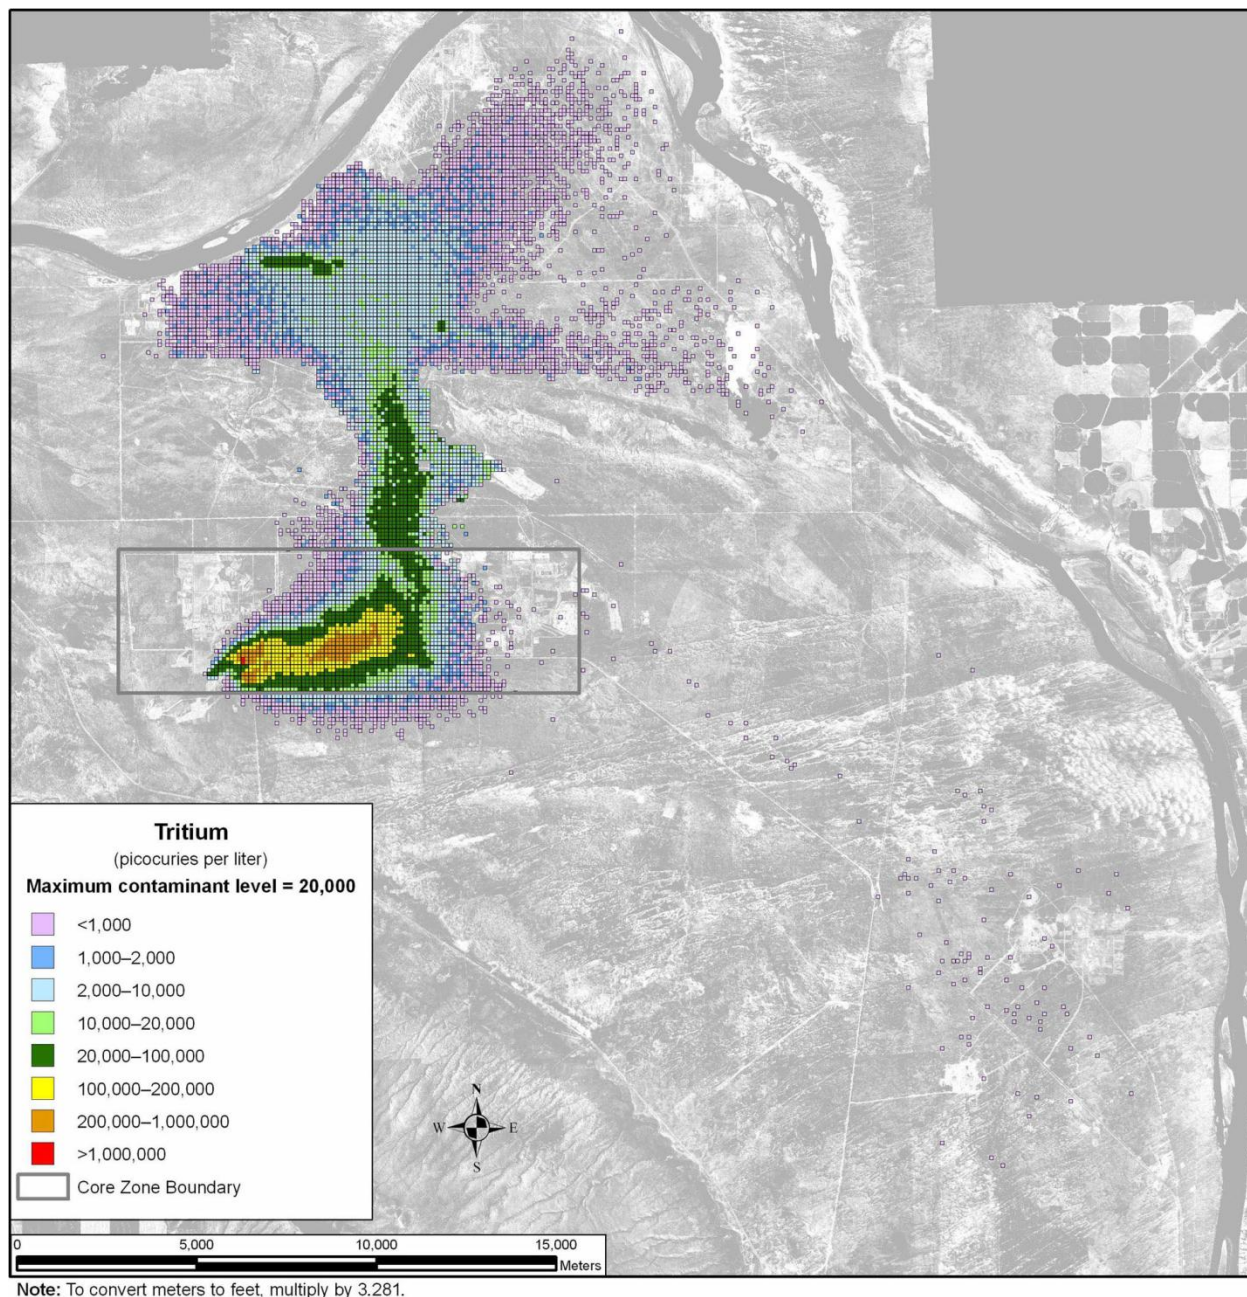 Tritium
(picocuries per liter)
Maximum contaminant level = 20,000
<1,000
1,000–2,000
2,000–10,000
10,000–20,000
20,000–100,000
100,000–200,000
200,000–1,000,000
>1,000,000
Core Zone Boundary
N
W E
S
0 5,000 10,000 15,000
Meters
Note: To convert meters to feet, multiply by 3.281.